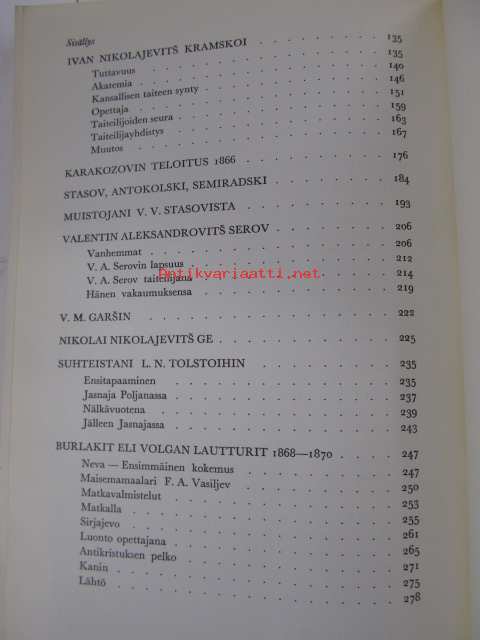 Sisällys
IVAN NIKOLAJEVITŠ KRAMSKOI . . . . . . . . 135
Tuttavuus . . . . . . . . 135
Akatemia . . . . . . . . 140
Kansallisen taiteen synty . . . . . . . . 146
Opettaja . . . . . . . . 151
Taiteilijoiden seura . . . . . . . . 159
Taiteilijayhdistys . . . . . . . . 163
Muutos . . . . . . . . 167
KARAKOZOVIN TELOITUS 1866 . . . . . . . . 176
STASOV, ANTOKOLSKI, SEMIRADSKI . . . . . . . . 184
MUISTOJANI V. V. STASOVISTA . . . . . . . . 193
VALENTIN ALEKSANDROVITŠ SEROV . . . . . . . . 206
Vanhemmat . . . . . . . . 206
V. A. Serovin lapsuus . . . . . . . . 212
V. A. Serov taiteilijana . . . . . . . . 214
Antikvariaatti.net
Hänen vakaumuksensa . . . . . . . . 219
V. M. GARŠIN . . . . . . . . 222
NIKOLAI NIKOLAJEVITŠ GE . . . . . . . . 225
SUHTEISTANI L. N. TOLSTOIHIN . . . . . . . . 235
Ensitapaaminen . . . . . . . . 235
Jasnaja Poljanassa . . . . . . . . 237
Nälkävuotena . . . . . . . . 239
Jälleen Jasnajassa . . . . . . . . 243
BURLAKIT ELI VOLGAN LAUTTURIT 1868—1870 . . . . 247
Neva — Ensimmäinen kokemus . . . . . . . . 247
Maisemamaalari F. A. Vasiljev . . . . . . . . 250
Matkavalmistelut . . . . . . . . 253
Matkalla . . . . . . . . 255
Sirjajevo . . . . . . . . 261
Luonto opettajana . . . . . . . . 265
Antikristuksen pelko . . . . . . . . 271
Kanin . . . . . . . . 275
Lähtö . . . . . . . . 278